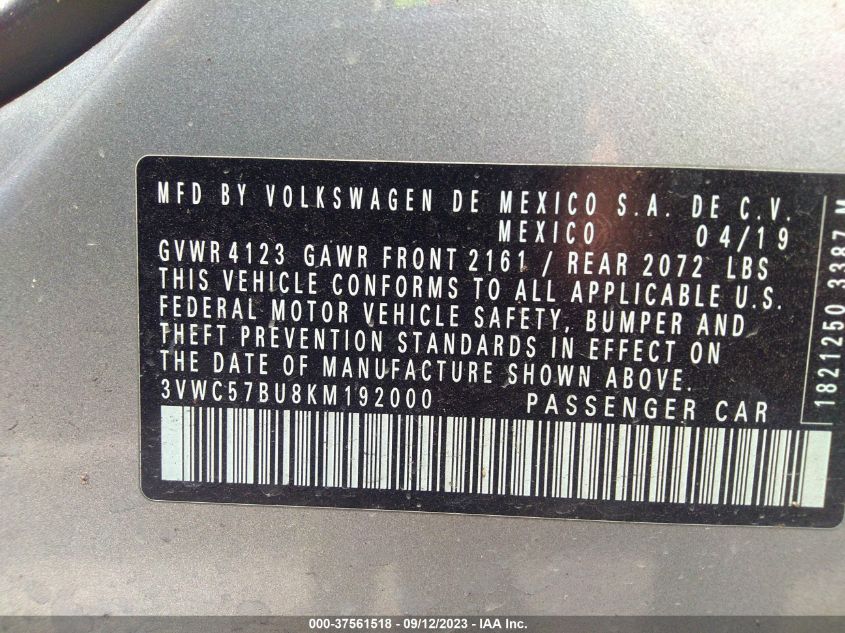 MFD BY VOLKSWAGEN DE MEXICO S.A. DE C.V.
MEXICO 04/19
GVWR 4123 GAWR FRONT 2161 / REAR 2072 LBS
THIS VEHICLE CONFORMS TO ALL APPLICABLE U.S.
FEDERAL MOTOR VEHICLE SAFETY, BUMPER AND
THEFT PREVENTION STANDARDS IN EFFECT ON
THE DATE OF MANUFACTURE SHOWN ABOVE.
3VWC57BU8KM192000 PASSENGER CAR
1821250 3387 M
000-37561518 - 09/12/2023 - IAA Inc.